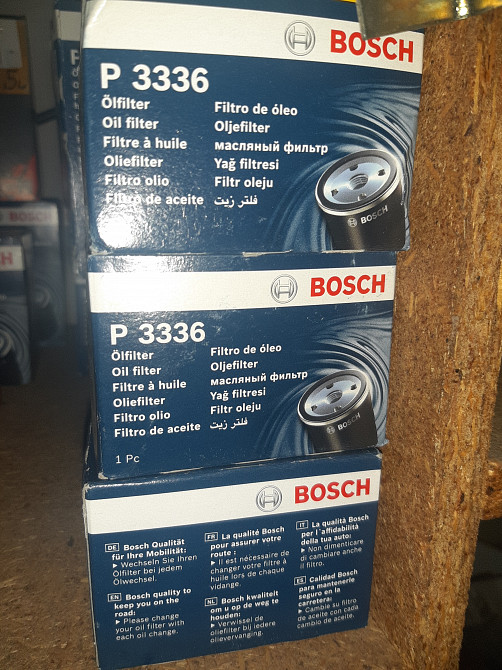 BOSCH
P 3336
Ölfilter
Oil filter
Filtre à huile
Oliefilter
Filtro olio
Filtro de aceite
Filtro de óleo
Oljefilter
масляный фильтр
Yağ filtresi
Filtr oleju
فلتر زيت
BOSCH
BOSCH
P 3336
Ölfilter
Oil filter
Filtre à huile
Oliefilter
Filtro olio
Filtro de aceite
Filtro de óleo
Oljefilter
масляный фильтр
Yağ filtresi
Filtr oleju
فلتر زيت
BOSCH
1 Pc
BOSCH
DE Bosch Qualität
für Ihre Mobilität:
► Wechseln Sie Ihren
Ölfilter bei jedem
Ölwechsel.
EN Bosch quality to
keep you on the
road:
► Please change
your oil filter with
each oil change.
FR La qualité Bosch
pour assurer votre
route :
► Il est nécessaire de
changer votre filtre à
huile lors de chaque
vidange.
NL Bosch kwaliteit
om u op de weg te
houden:
► Verwissel de
oliefilter bij iedere
olievervanging.
IT La qualità Bosch
per l'affidabilità
della tua auto:
► Non dimenticare
di cambiare anche
il filtro.
ES Calidad Bosch
para mantenerle
seguro en la
carretera:
► Cambie su filtro
de aceite con cada
cambio de aceite.